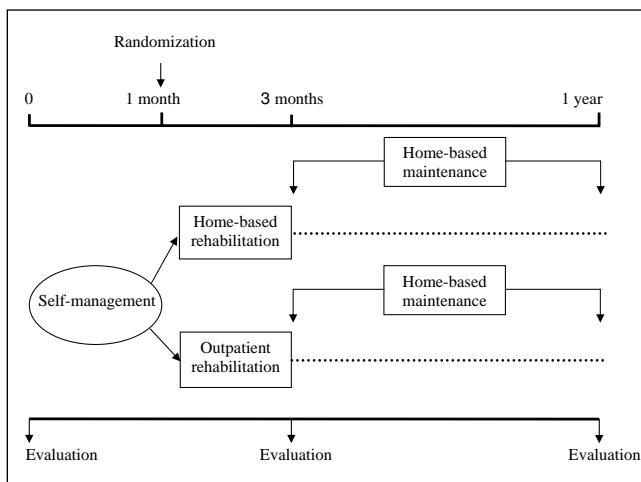 Randomization
0 1 month 3 months 1 year
Home-based
maintenance
Home-based
rehabilitation
Self-management
Home-based
maintenance
Outpatient
rehabilitation
Evaluation Evaluation Evaluation